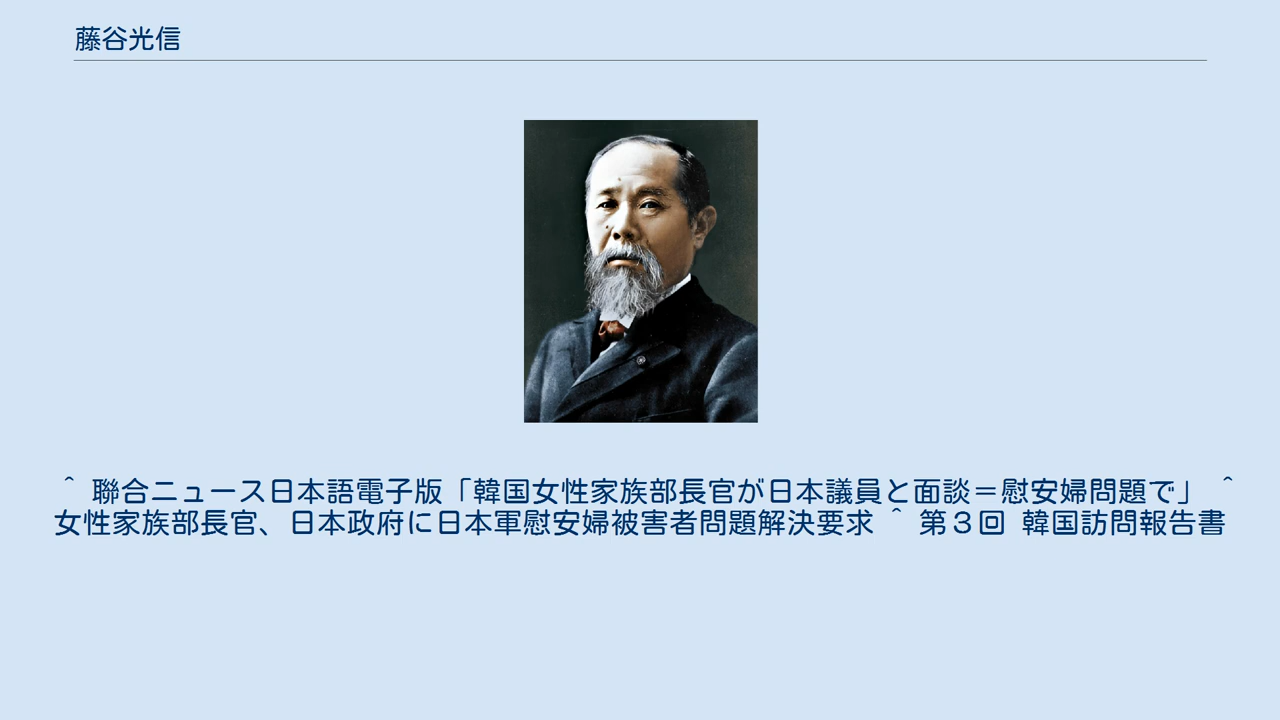 藤谷光信
^ 聯合ニュース日本語電子版「韓国女性家族部長官が日本議員と面談＝慰安婦問題で」 ^
女性家族部長官、日本政府に日本軍慰安婦被害者問題解決要求 ^ 第３回 韓国訪問報告書